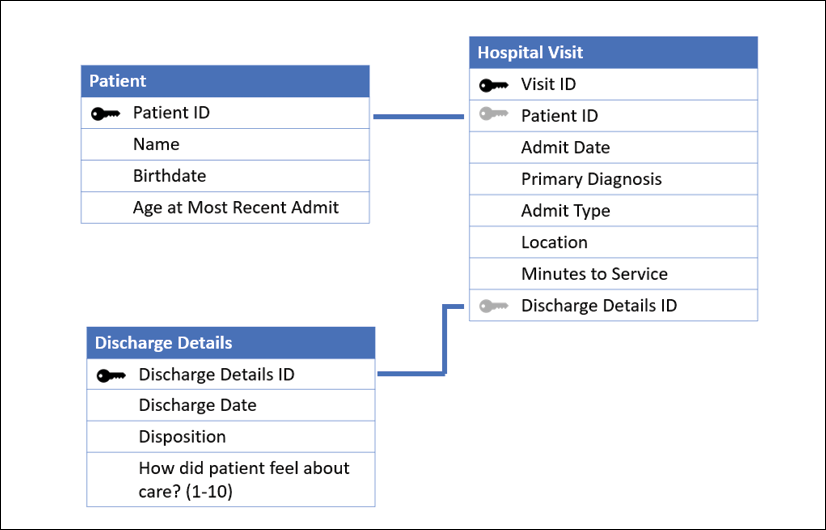 Patient
Patient ID
Name
Birthdate
Age at Most Recent Admit
Hospital Visit
Visit ID
Patient ID
Admit Date
Primary Diagnosis
Admit Type
Location
Minutes to Service
Discharge Details ID
Discharge Details
Discharge Details ID
Discharge Date
Disposition
How did patient feel about
care? (1-10)